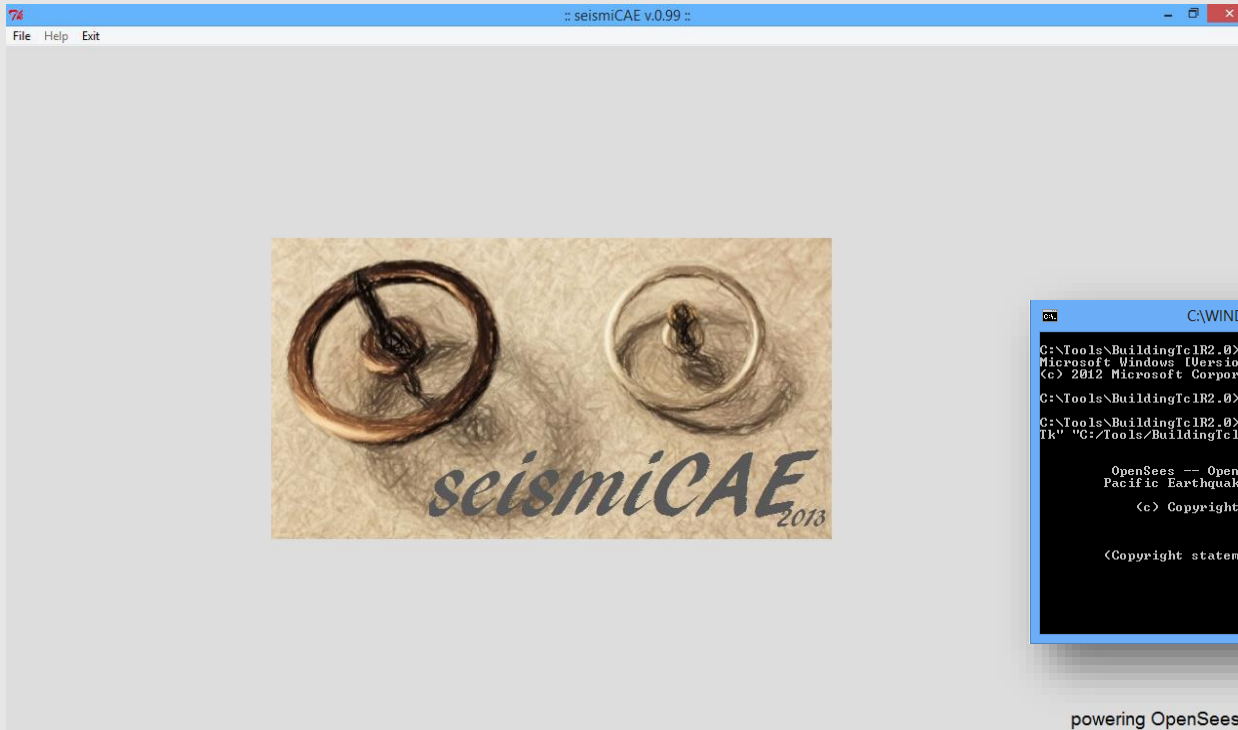 :: seismiCAE v.0.99 ::
File Help Exit
seismiCAE
2013
C:\WIND
C:\Tools\BuildingTclR2.0>
Microsoft Windows [Versio
(c) 2012 Microsoft Corpor
C:\Tools\BuildingTclR2.0>
C:\Tools\BuildingTclR2.0>
Tk" "C:/Tools/BuildingTcl
OpenSees -- Open
Pacific Earthquak
(c) Copyright
(Copyright statem
powering OpenSees